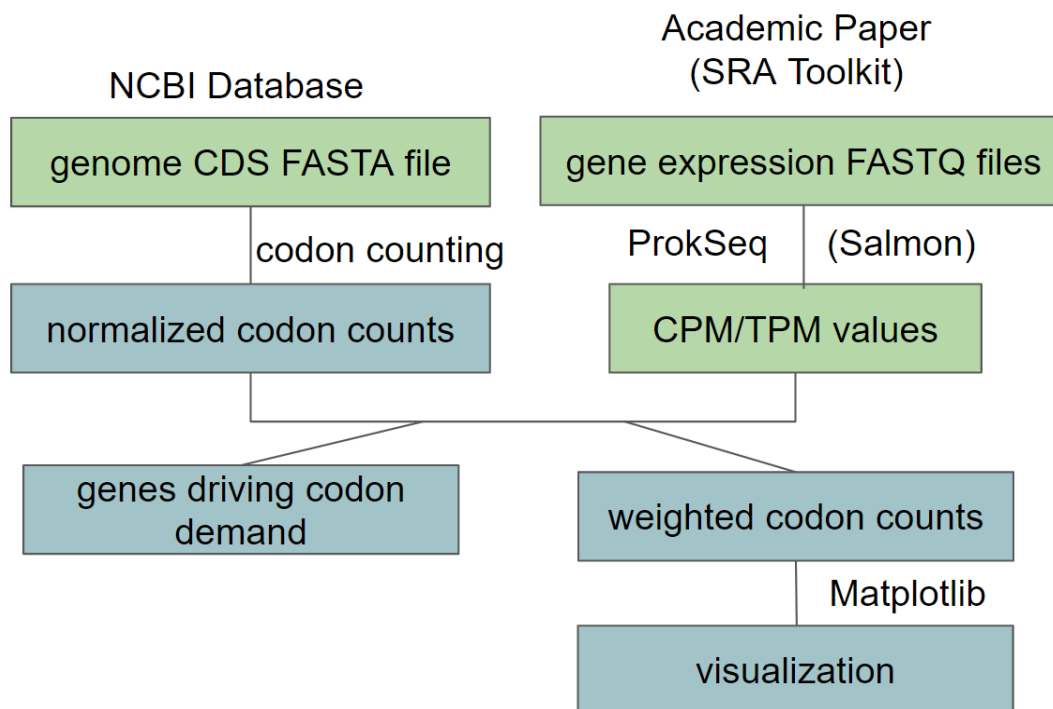 NCBI Database
genome CDS FASTA file
codon counting
normalized codon counts
Academic Paper
(SRA Toolkit)
gene expression FASTQ files
ProkSeq (Salmon)
CPM/TPM values
genes driving codon
demand
weighted codon counts
Matplotlib
visualization